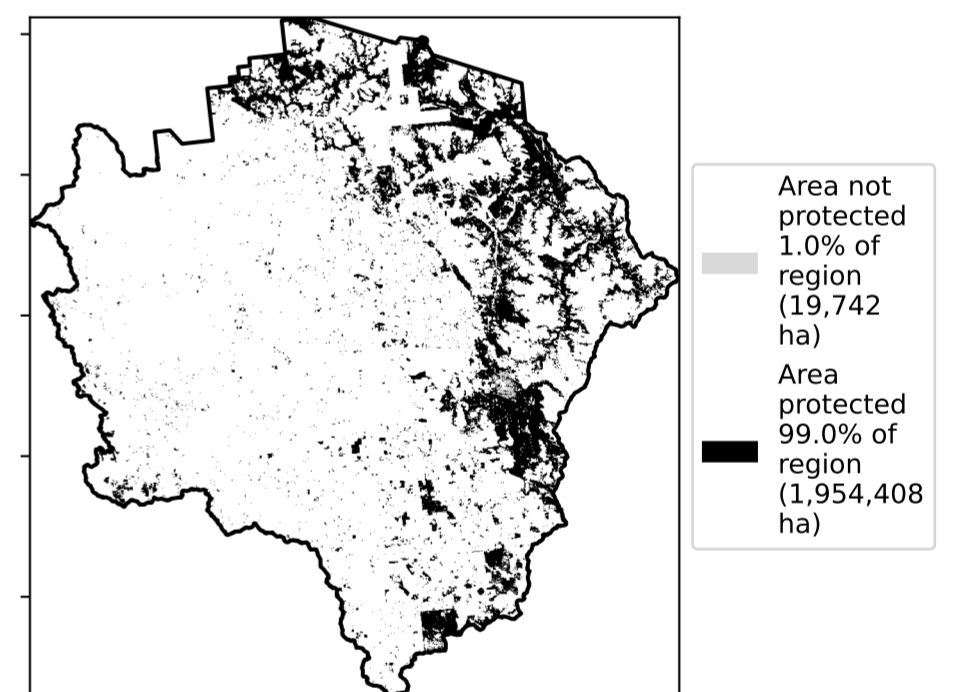 Area not
protected
1.0% of
region
(19,742
ha)
Area
protected
99.0% of
region
(1,954,408
ha)